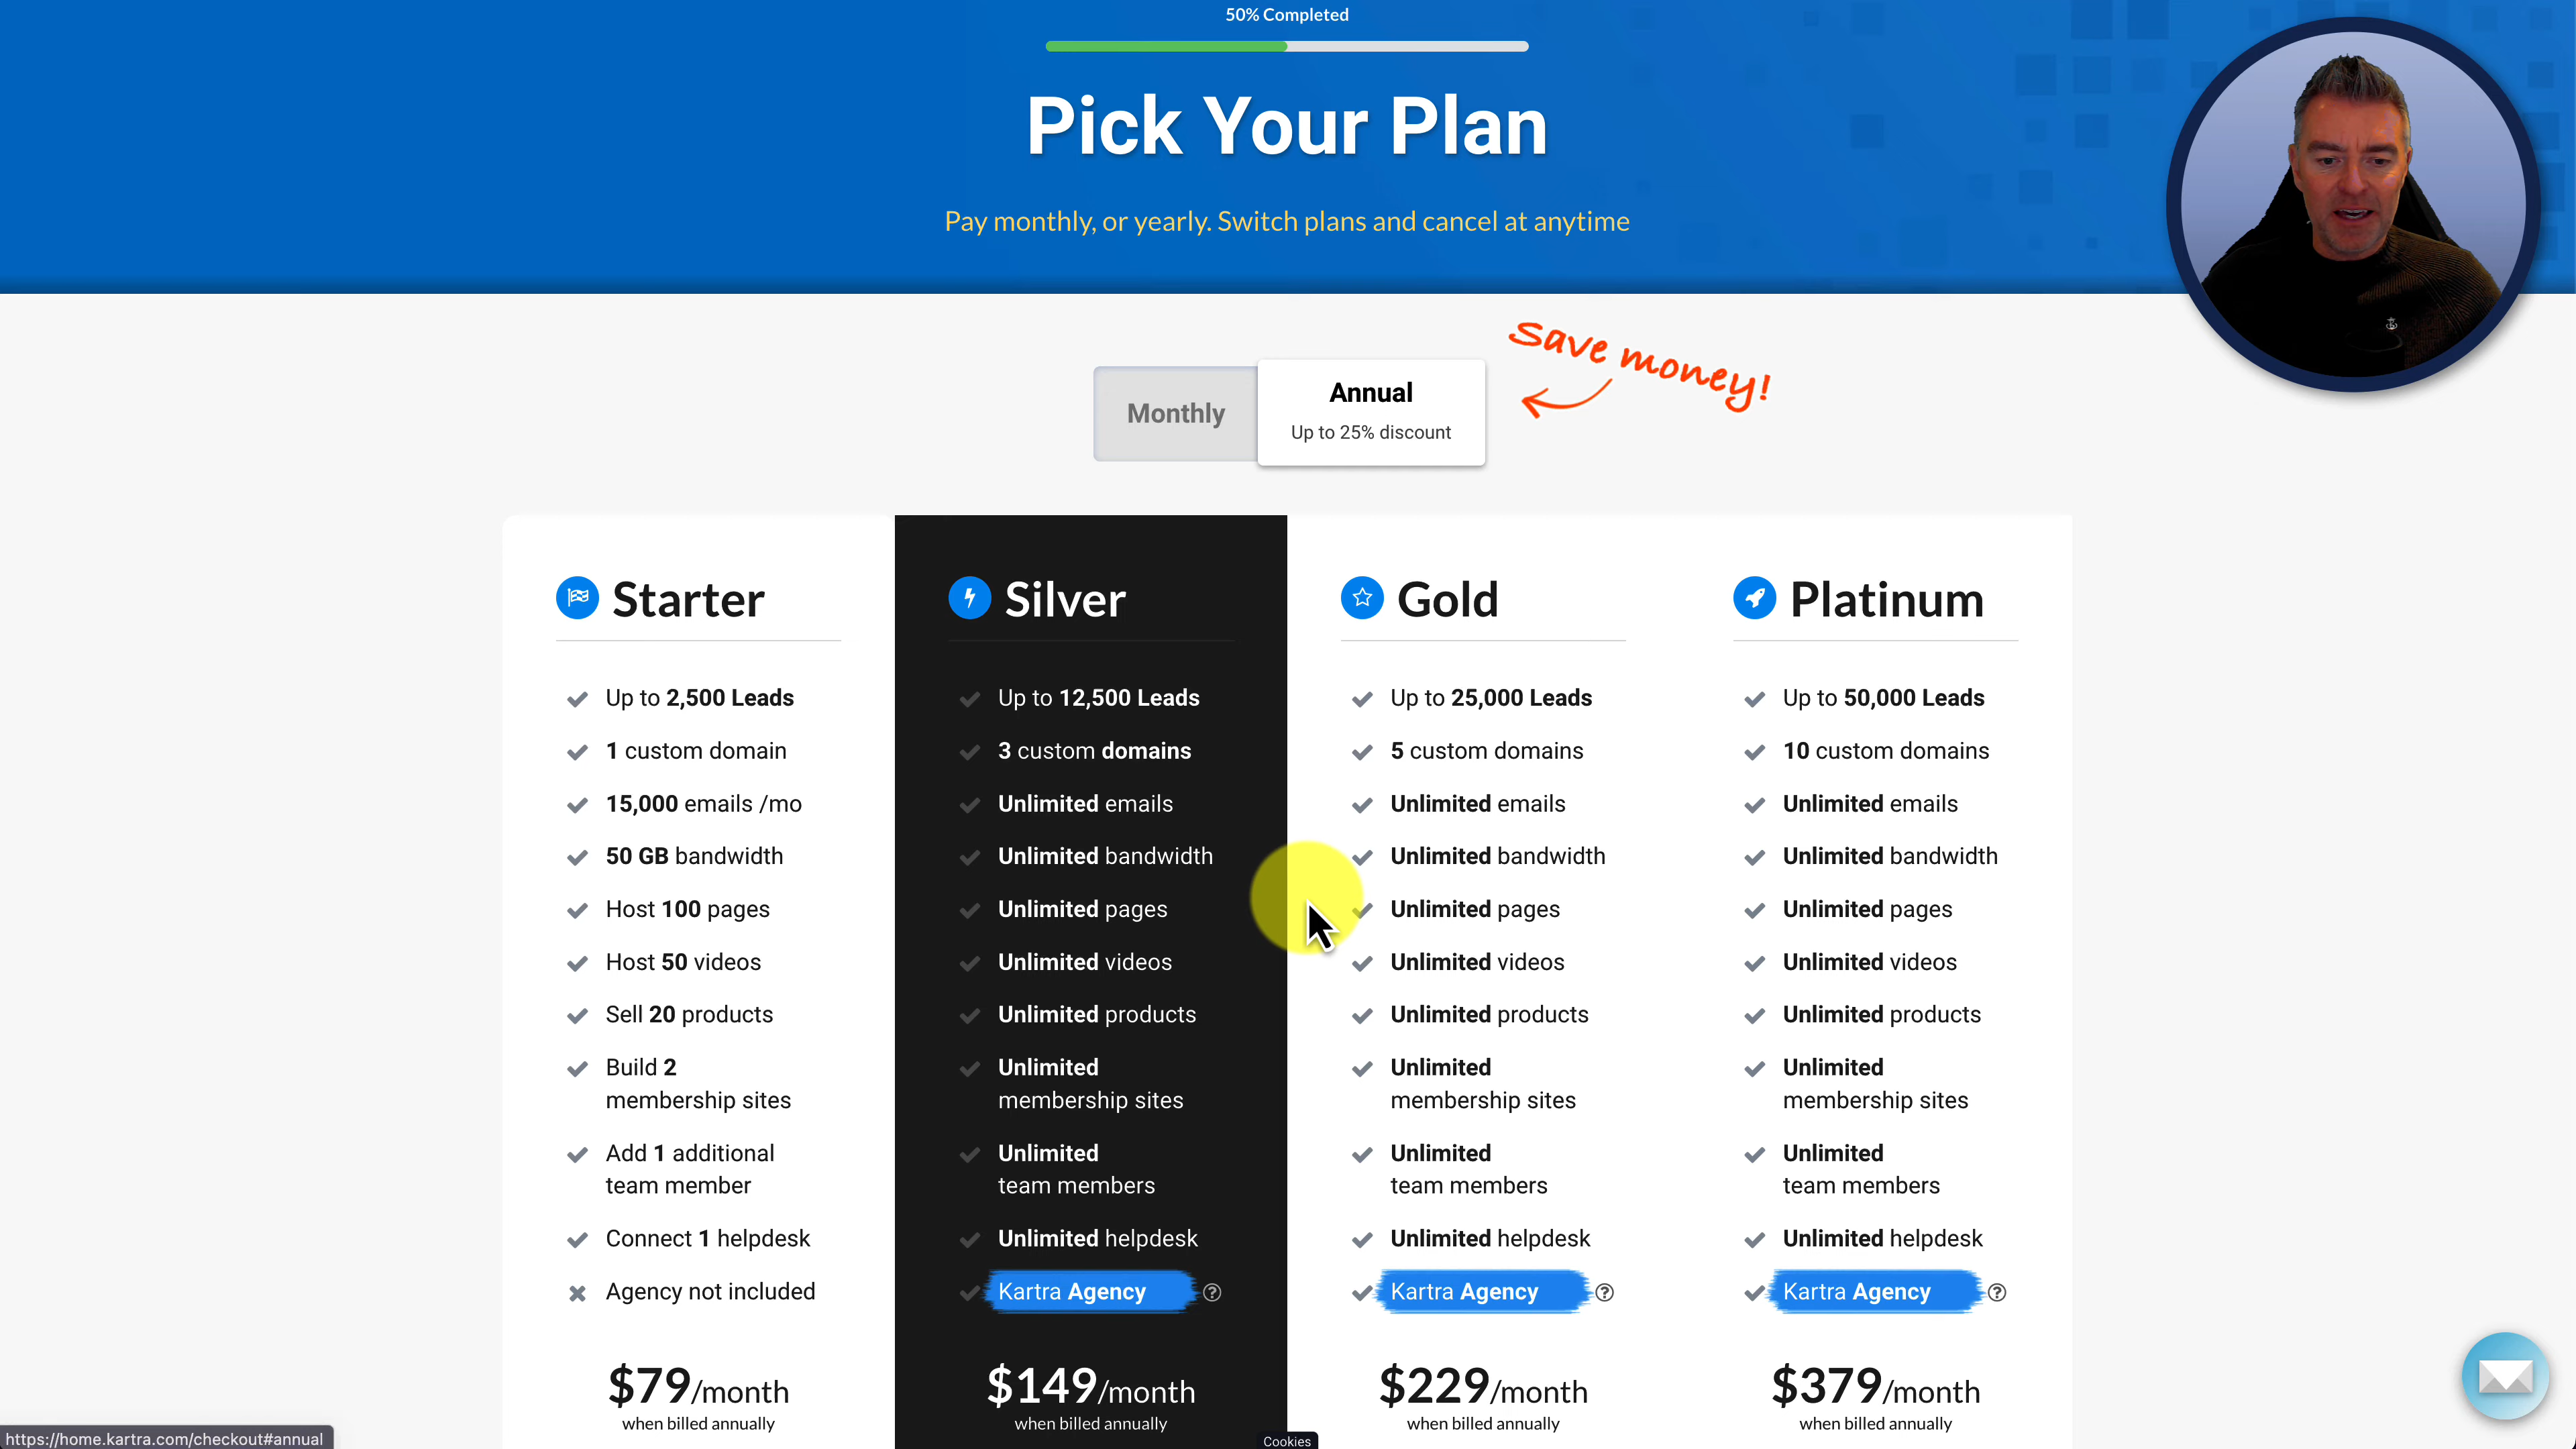 50% Completed
Pick Your Plan
Pay monthly, or yearly. Switch plans and cancel at anytime
Save money!
Monthly
Annual
Up to 25% discount
Starter
Up to 2,500 Leads
1 custom domain
15,000 emails /mo
50 GB bandwidth
Host 100 pages
Host 50 videos
Sell 20 products
Build 2
membership sites
Add 1 additional
team member
Connect 1 helpdesk
Agency not included
$79/month
when billed annually
Silver
Up to 12,500 Leads
3 custom domains
Unlimited emails
Unlimited bandwidth
Unlimited pages
Unlimited videos
Unlimited products
Unlimited
membership sites
Unlimited
team members
Unlimited helpdesk
Kartra Agency ?
$149/month
when billed annually
Gold
Up to 25,000 Leads
5 custom domains
Unlimited emails
Unlimited bandwidth
Unlimited pages
Unlimited videos
Unlimited products
Unlimited
membership sites
Unlimited
team members
Unlimited helpdesk
Kartra Agency ?
$229/month
when billed annually
Platinum
Up to 50,000 Leads
10 custom domains
Unlimited emails
Unlimited bandwidth
Unlimited pages
Unlimited videos
Unlimited products
Unlimited
membership sites
Unlimited
team members
Unlimited helpdesk
Kartra Agency ?
$379/month
when billed annually
https://home.kartra.com/checkout#annual
Cookies